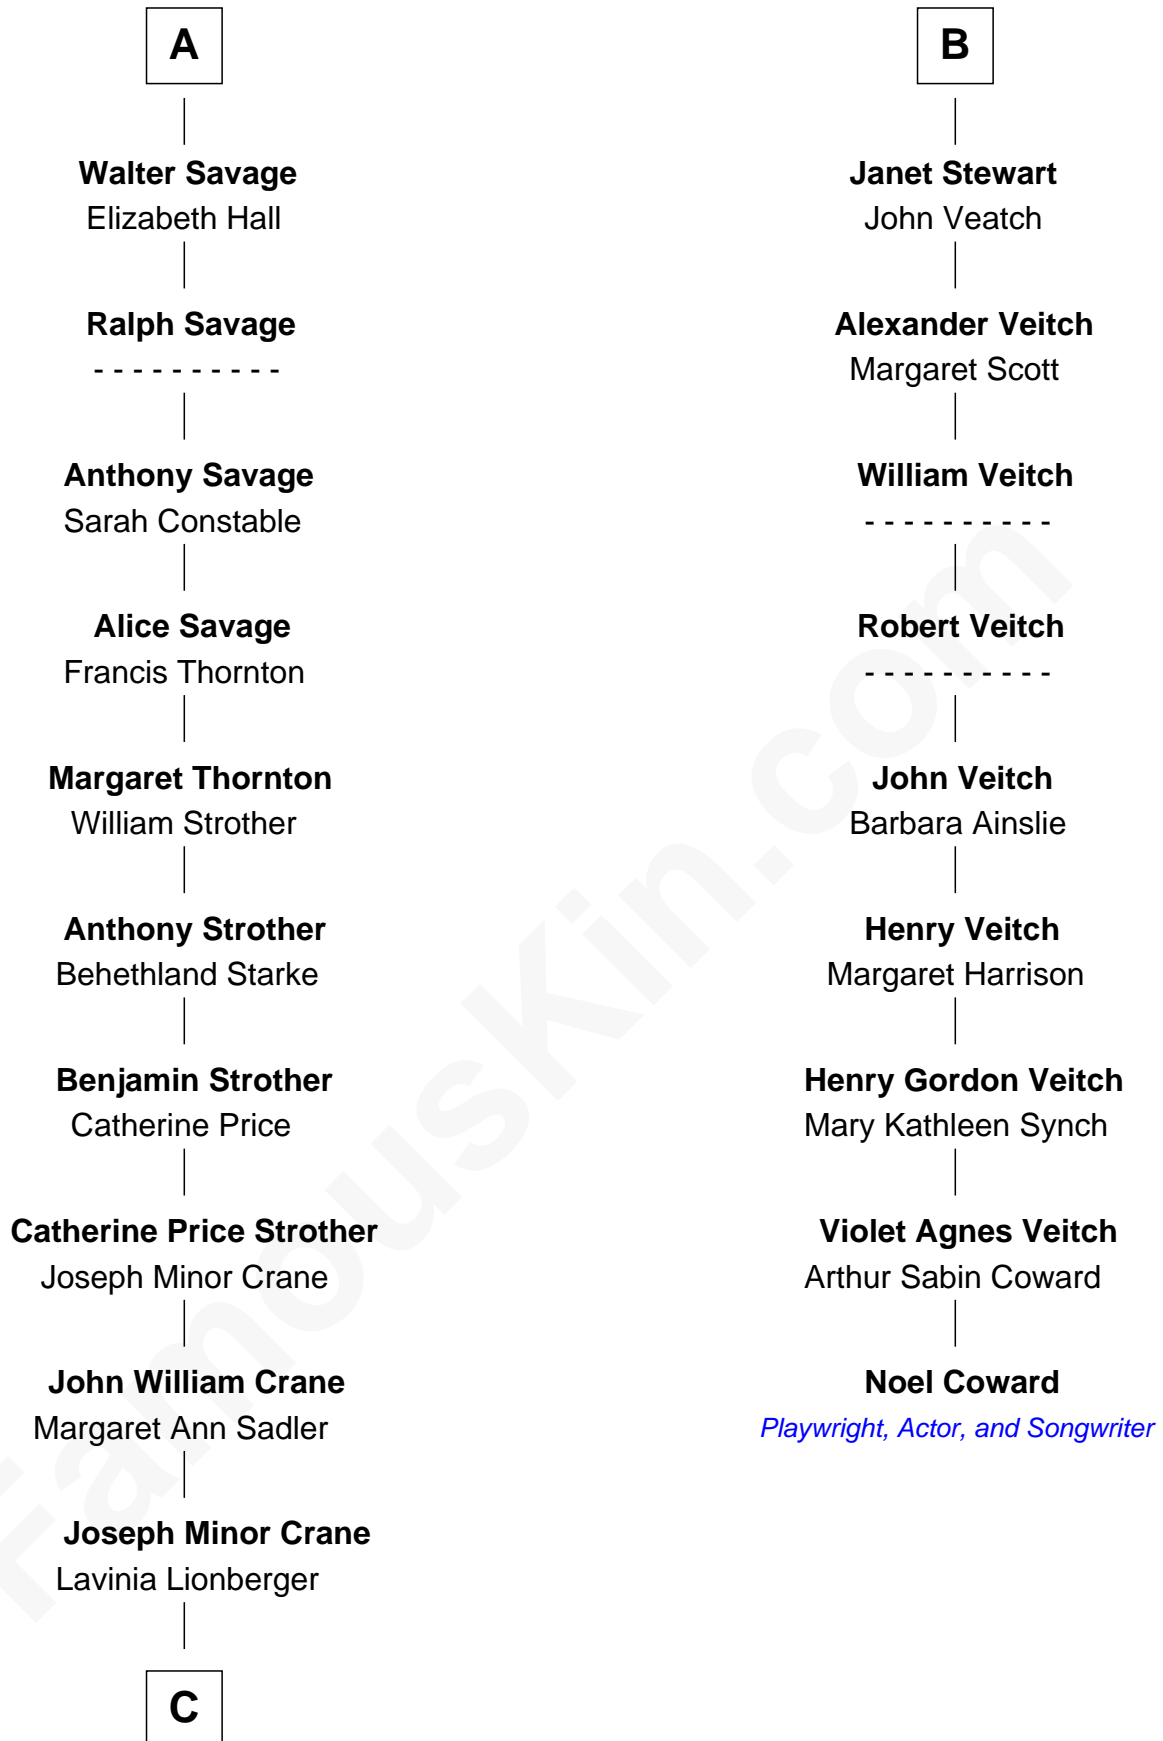 A
Walter Savage
Elizabeth Hall
Ralph Savage
- - - - - - - - - -
Anthony Savage
Sarah Constable
Alice Savage
Francis Thornton
Margaret Thornton
William Strother
Anthony Strother
Behethland Starke
Benjamin Strother
Catherine Price
Catherine Price Strother
Joseph Minor Crane
John William Crane
Margaret Ann Sadler
Joseph Minor Crane
Lavinia Lionberger
C
B
Janet Stewart
John Veatch
Alexander Veitch
Margaret Scott
William Veitch
- - - - - - - - - -
Robert Veitch
- - - - - - - - - -
John Veitch
Barbara Ainslie
Henry Veitch
Margaret Harrison
Henry Gordon Veitch
Mary Kathleen Synch
Violet Agnes Veitch
Arthur Sabin Coward
Noel Coward
Playwright, Actor, and Songwriter
FamousKin.com